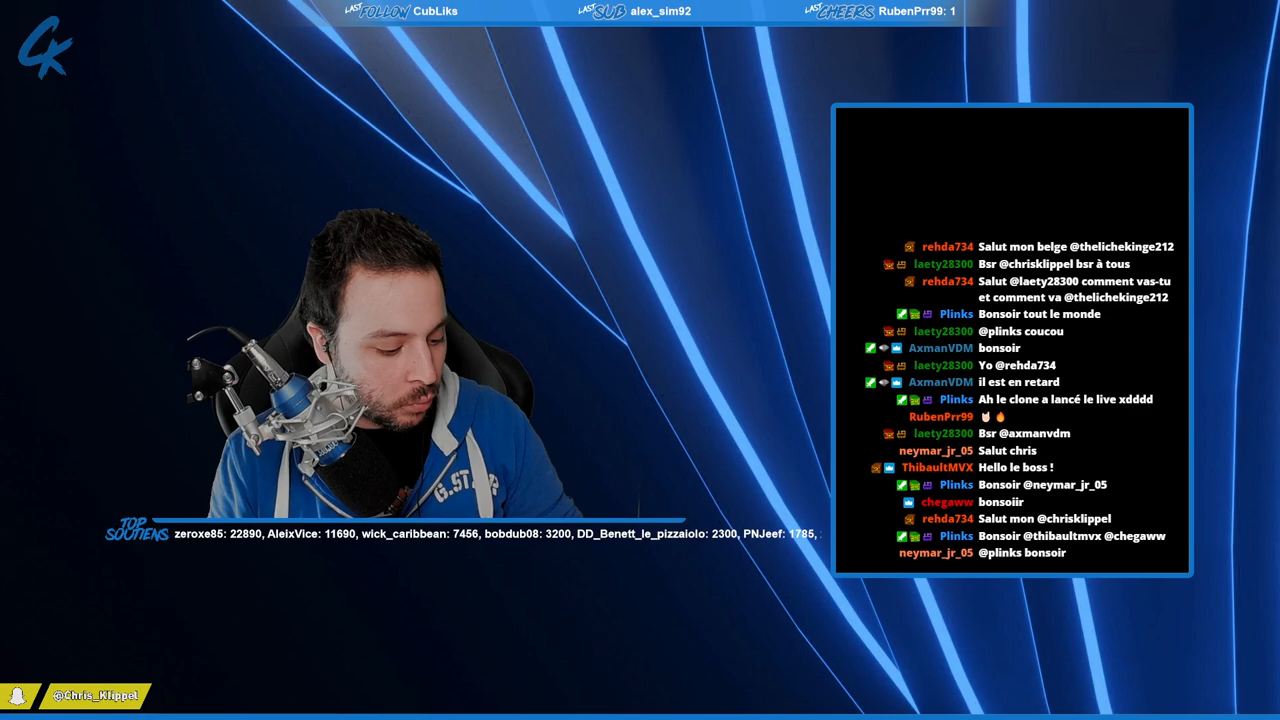 LAST FOLLOW CubLiks
LAST SUB alex_sim92
LAST CHEERS RubenPrr99: 1
CK
rehda734 Salut mon belge @thelichekinge212
laety28300 Bsr @chrisklippel bsr à tous
rehda734 Salut @laety28300 comment vas-tu
et comment va @thelichekinge212
Plinks Bonsoir tout le monde
laety28300 @plinks coucou
AxmanVDM bonsoir
laety28300 Yo @rehda734
AxmanVDM il est en retard
Plinks Ah le clone a lancé le live xdddd
RubenPrr99 🤘🏻 🔥
laety28300 Bsr @axmanvdm
neymar_jr_05 Salut chris
ThibaultMVX Hello le boss !
Plinks Bonsoir @neymar_jr_05
chegaww bonsoiir
rehda734 Salut mon @chrisklippel
Plinks Bonsoir @thibaultmvx @chegaww
neymar_jr_05 @plinks bonsoir
TOP
SOUTIENS zeroxe85: 22890, AleixVice: 11690, wick_caribbean: 7456, bobdub08: 3200, DD_Benett_le_pizzaiolo: 2300, PNJeef: 1785,
@Chris_Klippel